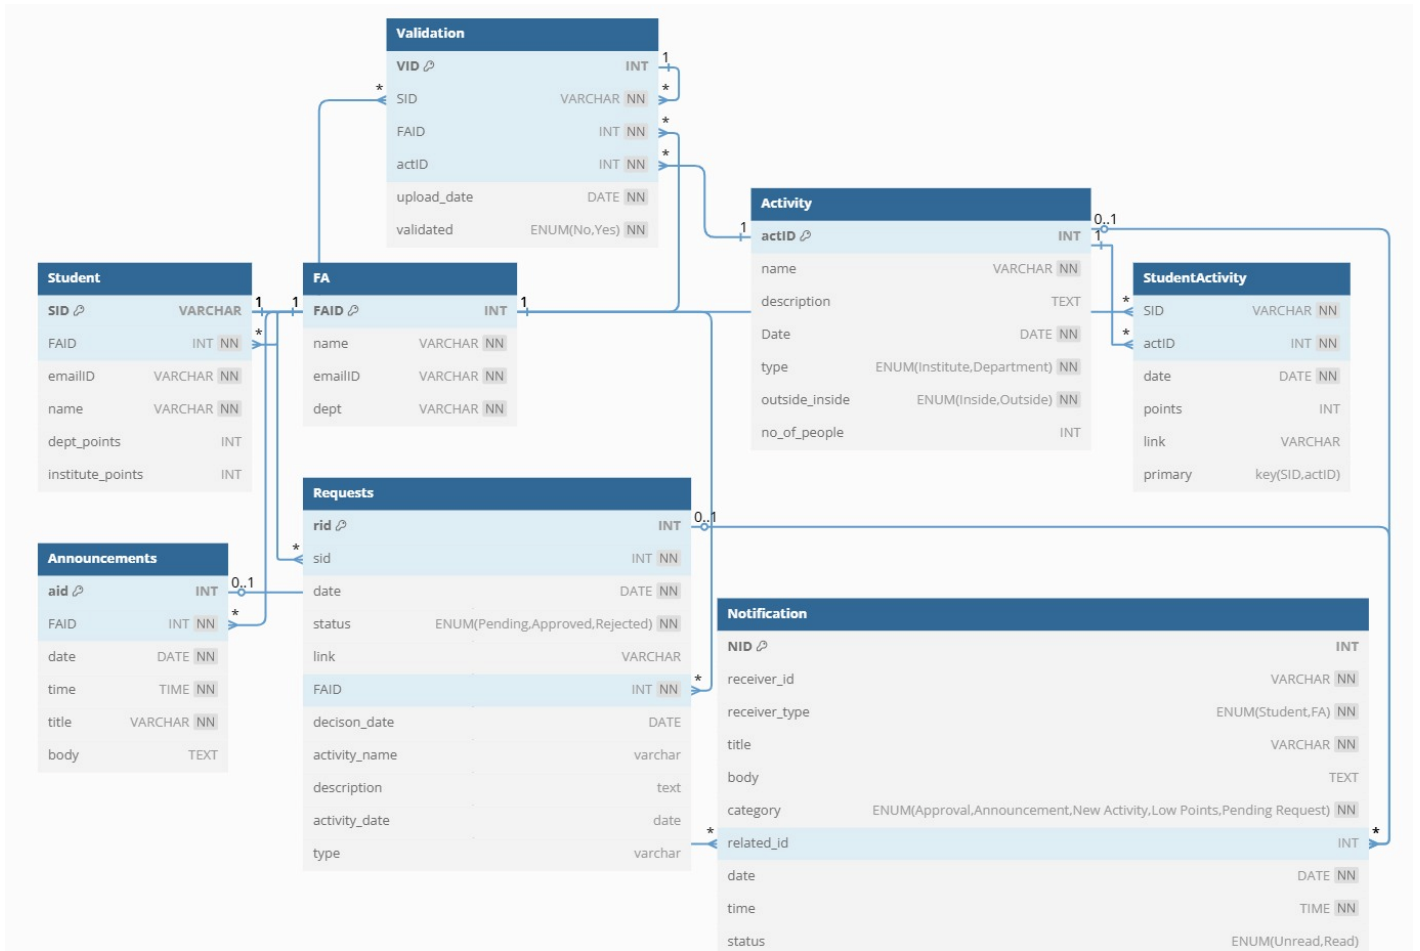 Validation
VID INT
SID VARCHAR NN
FAID INT NN
actID INT NN
upload_date DATE NN
validated ENUM(No,Yes) NN
1
*
*
*
*
Activity
actID INT
name VARCHAR NN
description TEXT
Date DATE NN
type ENUM(Institute,Department) NN
outside_inside ENUM(Inside,Outside) NN
no_of_people INT
1
0..1
1
Student
SID VARCHAR
FAID INT NN
emailID VARCHAR NN
name VARCHAR NN
dept_points INT
institute_points INT
1
*
FA
FAID INT
name VARCHAR NN
emailID VARCHAR NN
dept VARCHAR NN
1
1
StudentActivity
SID VARCHAR NN
actID INT NN
date DATE NN
points INT
link VARCHAR
primary key(SID,actID)
*
*
Requests
rid INT
sid INT NN
date DATE NN
status ENUM(Pending,Approved,Rejected) NN
link VARCHAR
FAID INT NN
decison_date DATE
activity_name varchar
description text
activity_date date
type varchar
0..1
*
*
Announcements
aid INT
FAID INT NN
date DATE NN
time TIME NN
title VARCHAR NN
body TEXT
0..1
*
Notification
NID INT
receiver_id VARCHAR NN
receiver_type ENUM(Student,FA) NN
title VARCHAR NN
body TEXT
category ENUM(Approval,Announcement,New Activity,Low Points,Pending Request) NN
related_id INT
date DATE NN
time TIME NN
status ENUM(Unread,Read)
*
*